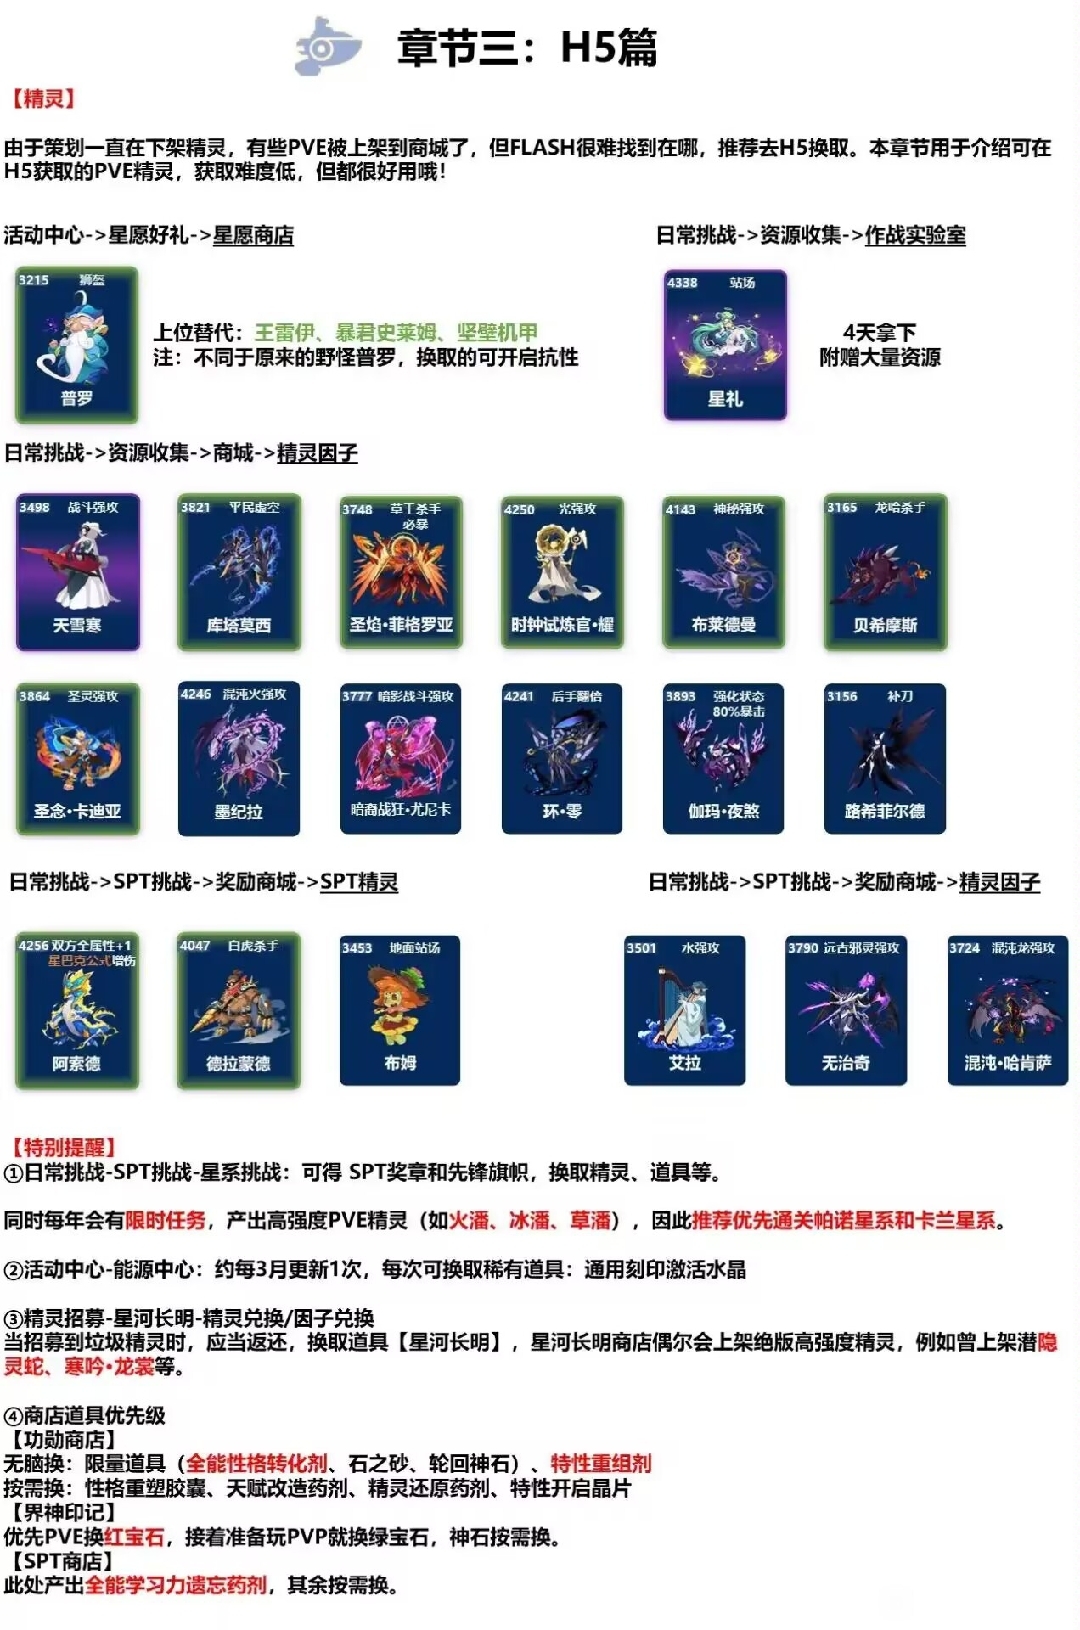 章节三：H5篇
【精灵】
由于策划一直在下架精灵，有些PVE被上架到商城了，但FLASH很难找到在哪，推荐去H5换取。本章节用于介绍可在
H5获取的PVE精灵，获取难度低，但都很好用哦！
活动中心->星愿好礼->星愿商店
日常挑战->资源收集->作战实验室
3215 狮盔
普罗
上位替代：王雷伊、暴君史莱姆、坚壁机甲
注：不同于原来的野怪普罗，换取的可开启抗性
4338 站场
星礼
4天拿下
附赠大量资源
日常挑战->资源收集->商城->精灵因子
3498 战斗强攻
天雪寒
3821 平民虚空
库塔莫西
3748 草王杀手
必暴
圣焰·菲格罗亚
4250 光强攻
时钟试炼官·耀
4143 神秘强攻
布莱德曼
3165 龙哈杀手
贝希摩斯
3864 圣灵强攻
圣念·卡迪亚
4246 混沌火强攻
墨纪拉
3777 暗影战斗强攻
暗裔战狂·尤尼卡
4241 后手翻倍
环·零
3893 强化状态
80%暴击
伽玛·夜煞
3156 补刀
路希菲尔德
日常挑战->SPT挑战->奖励商城->SPT精灵
日常挑战->SPT挑战->奖励商城->精灵因子
4256 双方全属性+1
星巴克公式增伤
阿索德
4047 白虎杀手
德拉蒙德
3453 地面站场
布姆
3501 水强攻
艾拉
3790 远古邪灵强攻
无治奇
3724 混沌龙强攻
混沌·哈肯萨
【特别提醒】
①日常挑战-SPT挑战-星系挑战：可得 SPT奖章和先锋旗帜，换取精灵、道具等。
同时每年会有限时任务，产出高强度PVE精灵（如火潘、冰潘、草潘），因此推荐优先通关帕诺星系和卡兰星系。
②活动中心-能源中心：约每3月更新1次，每次可换取稀有道具：通用刻印激活水晶
③精灵招募-星河长明-精灵兑换/因子兑换
当招募到垃圾精灵时，应当返还，换取道具【星河长明】，星河长明商店偶尔会上架绝版高强度精灵，例如曾上架潜隐
灵蛇、寒吟·龙裳等。
④商店道具优先级
【功勋商店】
无脑换：限量道具（全能性格转化剂、石之砂、轮回神石）、特性重组剂
按需换：性格重塑胶囊、天赋改造药剂、精灵还原药剂、特性开启晶片
【界神印记】
优先PVE换红宝石，接着准备玩PVP就换绿宝石，神石按需换。
【SPT商店】
此处产出全能学习力遗忘药剂，其余按需换。